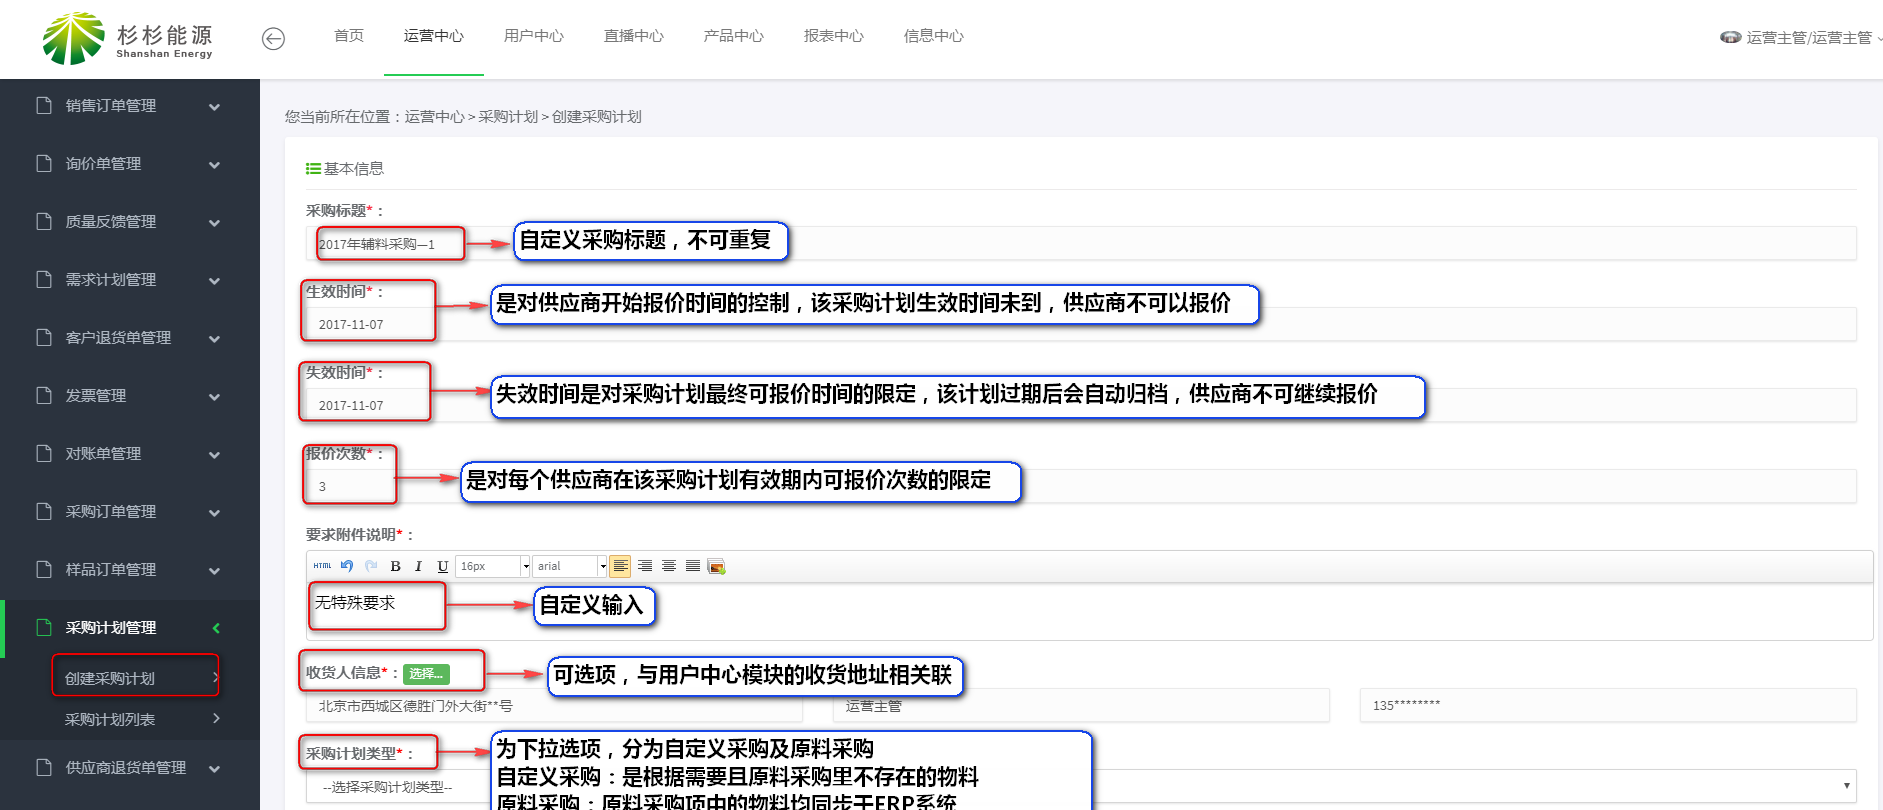 杉杉能源
Shanshan Energy
首页 运营中心 用户中心 直播中心 产品中心 报表中心 信息中心
运营主管/运营主管
销售订单管理
询价单管理
质量反馈管理
需求计划管理
客户退货单管理
发票管理
对账单管理
采购订单管理
样品订单管理
采购计划管理
创建采购计划
采购计划列表
供应商退货单管理
您当前所在位置：运营中心 > 采购计划 > 创建采购计划
基本信息
采购标题*：
2017年辅料采购—1
自定义采购标题，不可重复
生效时间*：
2017-11-07
是对供应商开始报价时间的控制，该采购计划生效时间未到，供应商不可以报价
失效时间*：
2017-11-07
失效时间是对采购计划最终可报价时间的限定，该计划过期后会自动归档，供应商不可继续报价
报价次数*：
3
是对每个供应商在该采购计划有效期内可报价次数的限定
要求附件说明*：
HTML B I U 16px arial
无特殊要求
自定义输入
收货人信息*：选择...
可选项，与用户中心模块的收货地址相关联
北京市西城区德胜门外大街**号 运营主管 135********
采购计划类型*：
--选择采购计划类型--
为下拉选项，分为自定义采购及原料采购
自定义采购：是根据需要且原料采购里不存在的物料
原料采购：原料采购项中的物料均同步于ERP系统